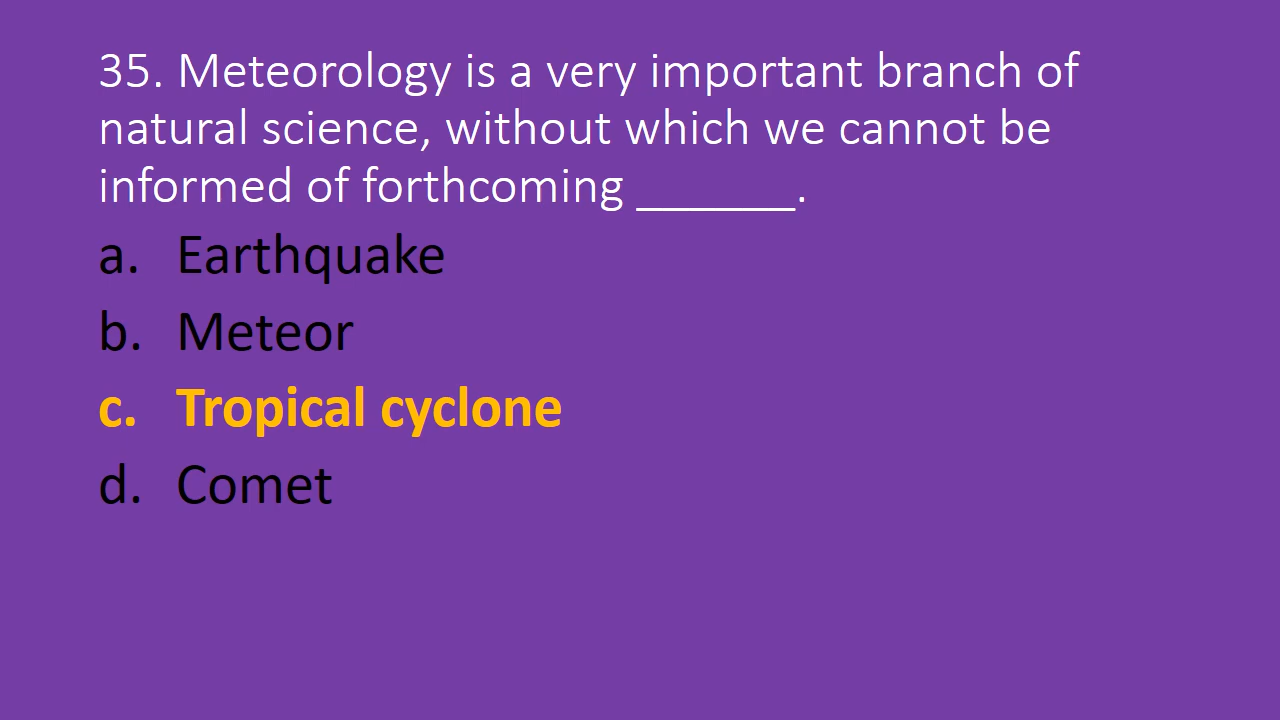 35. Meteorology is a very important branch of
natural science, without which we cannot be
informed of forthcoming ______.
a. Earthquake
b. Meteor
c. Tropical cyclone
d. Comet